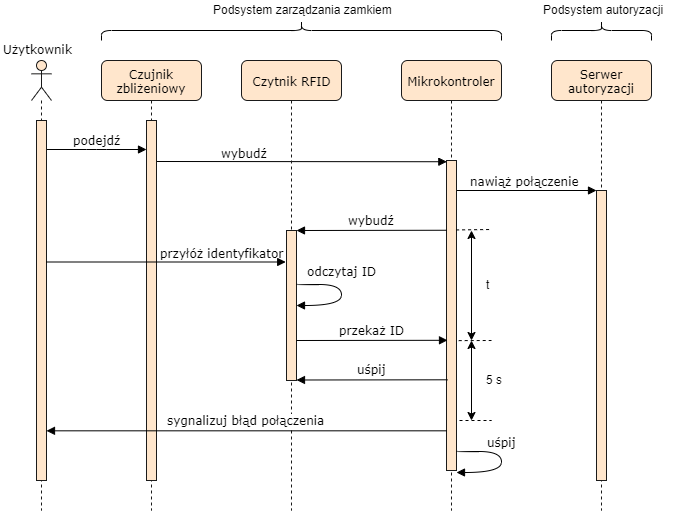 Podsystem zarządzania zamkiem
Podsystem autoryzacji
Użytkownik
Czujnik
zbliżeniowy
Czytnik RFID
Mikrokontroler
Serwer
autoryzacji
podejdź
wybudź
nawiąż połączenie
wybudź
przyłóż identyfikator
odczytaj ID
t
przekaż ID
uśpij
5 s
sygnalizuj błąd połączenia
uśpij